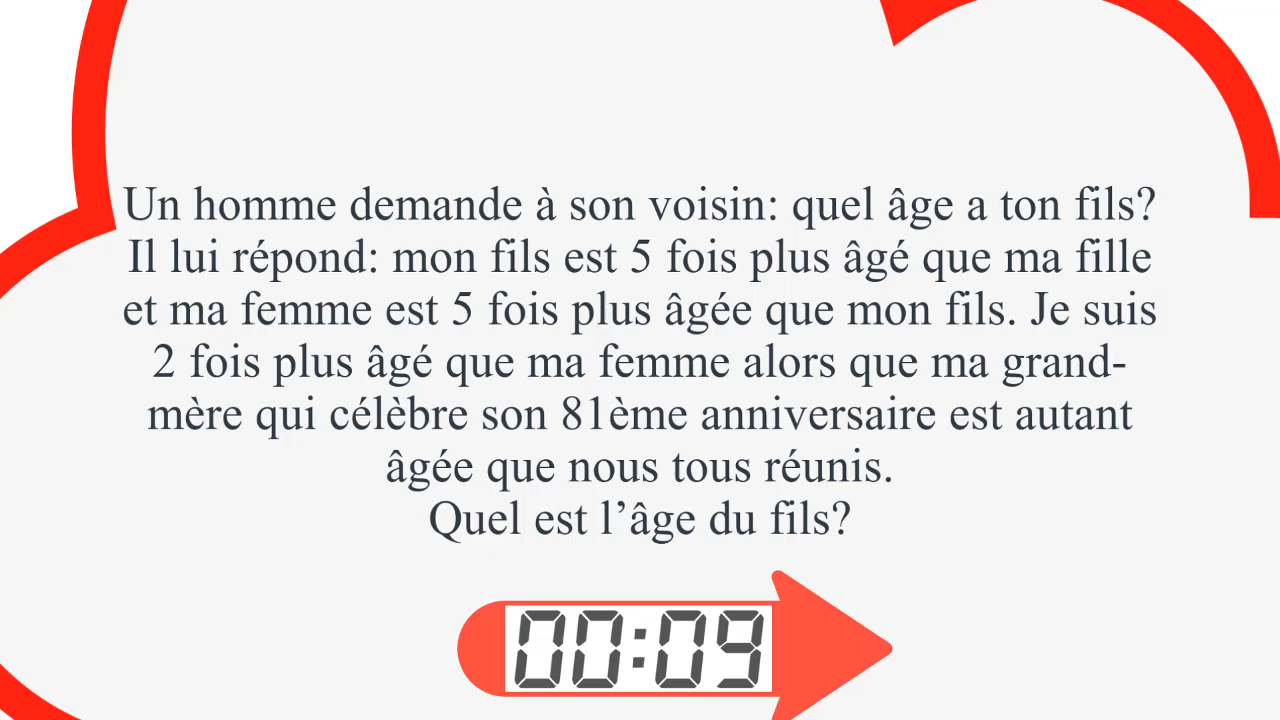 Un homme demande à son voisin: quel âge a ton fils?
Il lui répond: mon fils est 5 fois plus âgé que ma fille
et ma femme est 5 fois plus âgée que mon fils. Je suis
2 fois plus âgé que ma femme alors que ma grand-
mère qui célèbre son 81ème anniversaire est autant
âgée que nous tous réunis.
Quel est l’âge du fils?
00:09